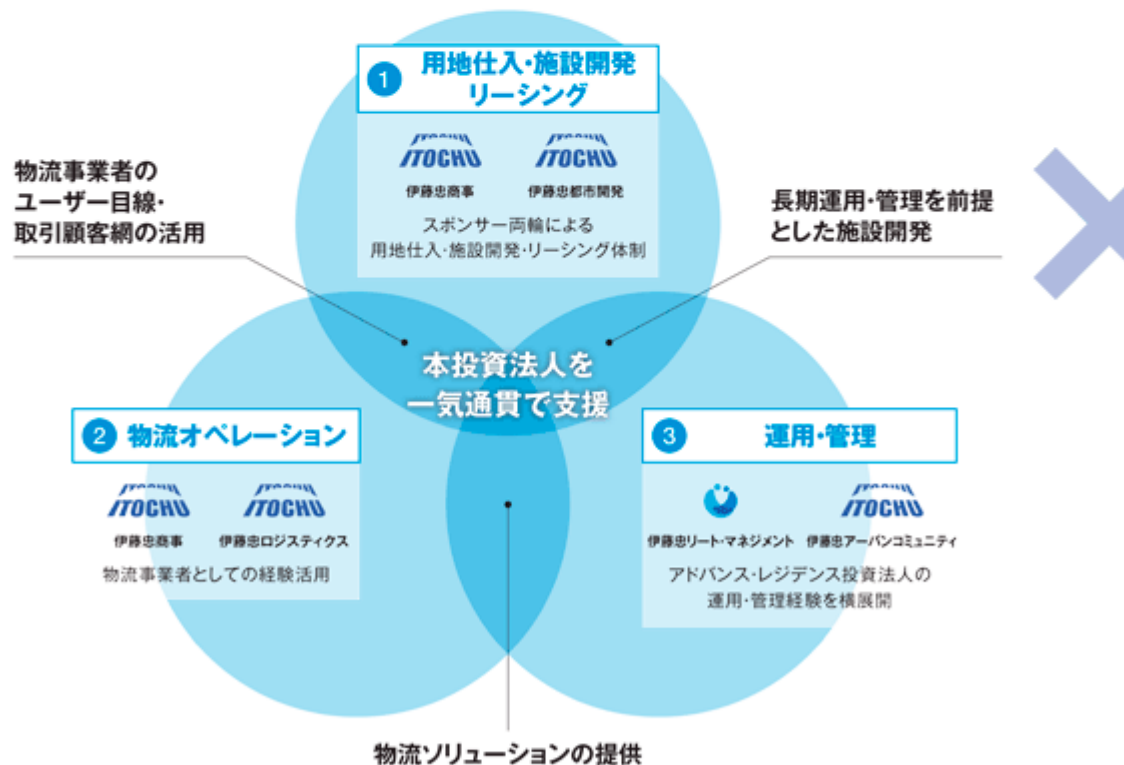 1 用地仕入・施設開発
リーシング
ITOCHU ITOCHU
伊藤忠商事 伊藤忠都市開発
スポンサー両輪による
用地仕入・施設開発・リーシング体制
物流事業者の
ユーザー目線・
取引顧客網の活用
長期運用・管理を前提
とした施設開発
本投資法人を
一気通貫で支援
2 物流オペレーション
ITOCHU ITOCHU
伊藤忠商事 伊藤忠ロジスティクス
物流事業者としての経験活用
3 運用・管理
ITOCHU
伊藤忠リート・マネジメント 伊藤忠アーバンコミュニティ
アドバンス・レジデンス投資法人の
運用・管理経験を横展開
物流ソリューションの提供